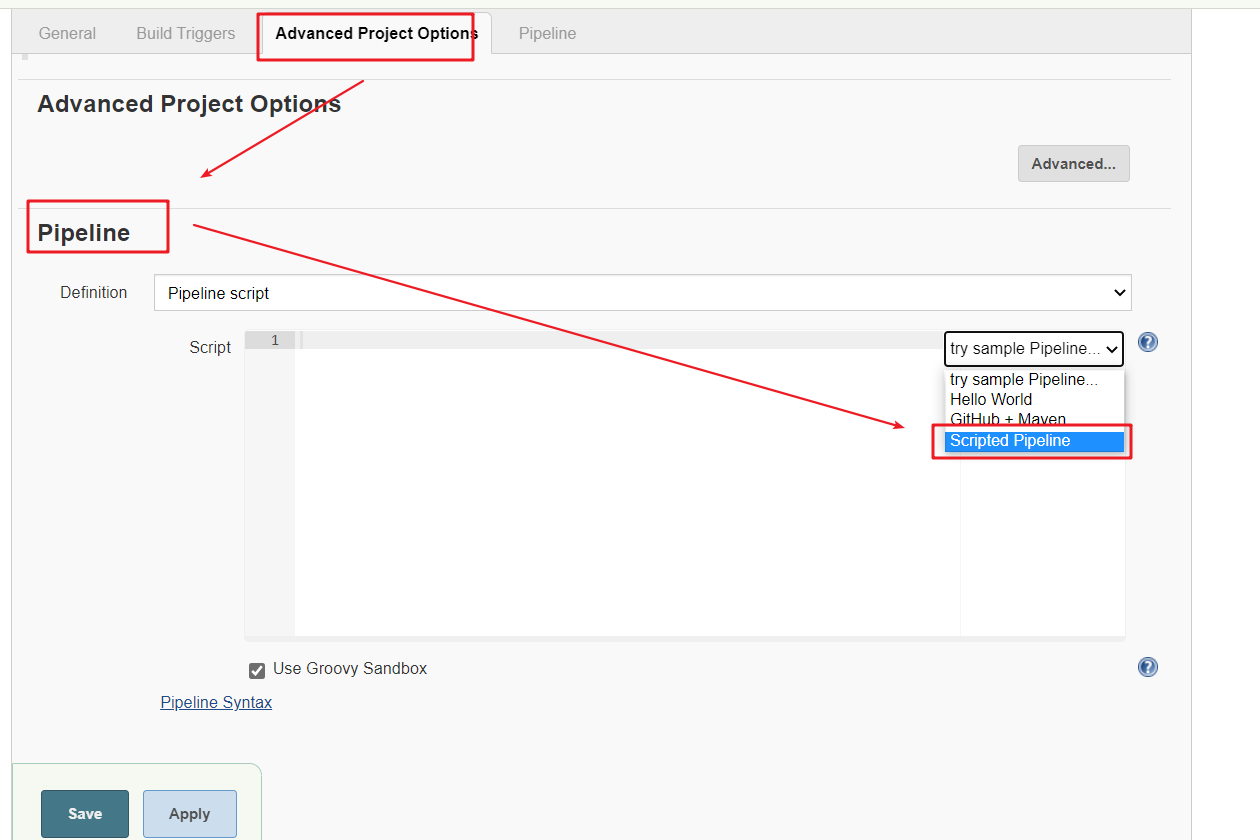 General Build Triggers Advanced Project Options Pipeline
Advanced Project Options
Advanced...
Pipeline
Definition Pipeline script
Script 1 try sample Pipeline...
try sample Pipeline...
Hello World
GitHub + Maven
Scripted Pipeline
Use Groovy Sandbox
Pipeline Syntax
Save Apply